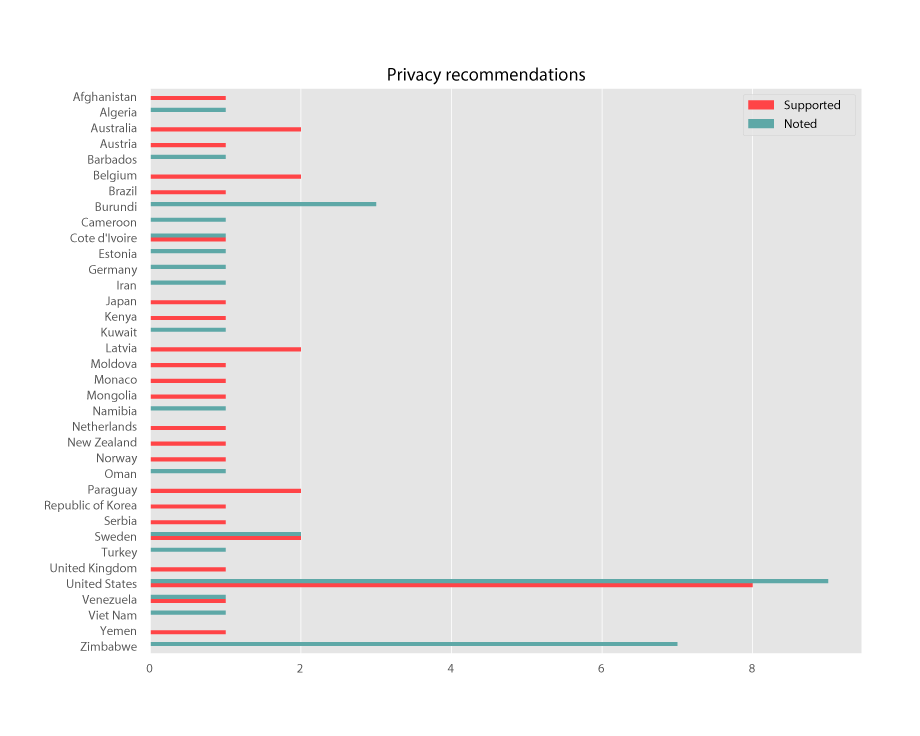 Privacy recommendations
Supported
Noted
Afghanistan
Algeria
Australia
Austria
Barbados
Belgium
Brazil
Burundi
Cameroon
Cote d'Ivoire
Estonia
Germany
Iran
Japan
Kenya
Kuwait
Latvia
Moldova
Monaco
Mongolia
Namibia
Netherlands
New Zealand
Norway
Oman
Paraguay
Republic of Korea
Serbia
Sweden
Turkey
United Kingdom
United States
Venezuela
Viet Nam
Yemen
Zimbabwe
0 2 4 6 8